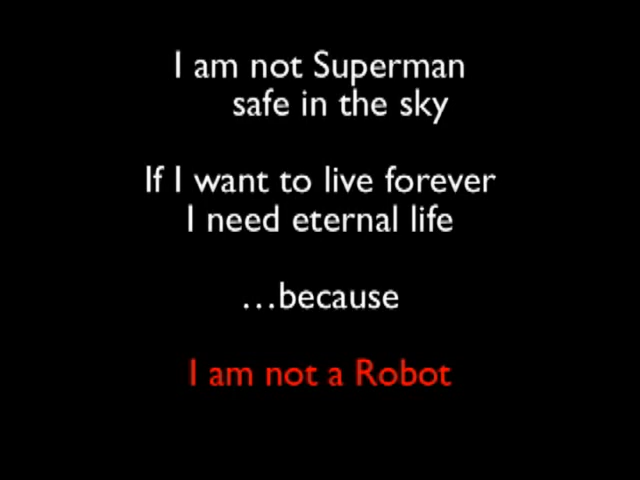 I am not Superman
safe in the sky
If I want to live forever
I need eternal life
...because
I am not a Robot